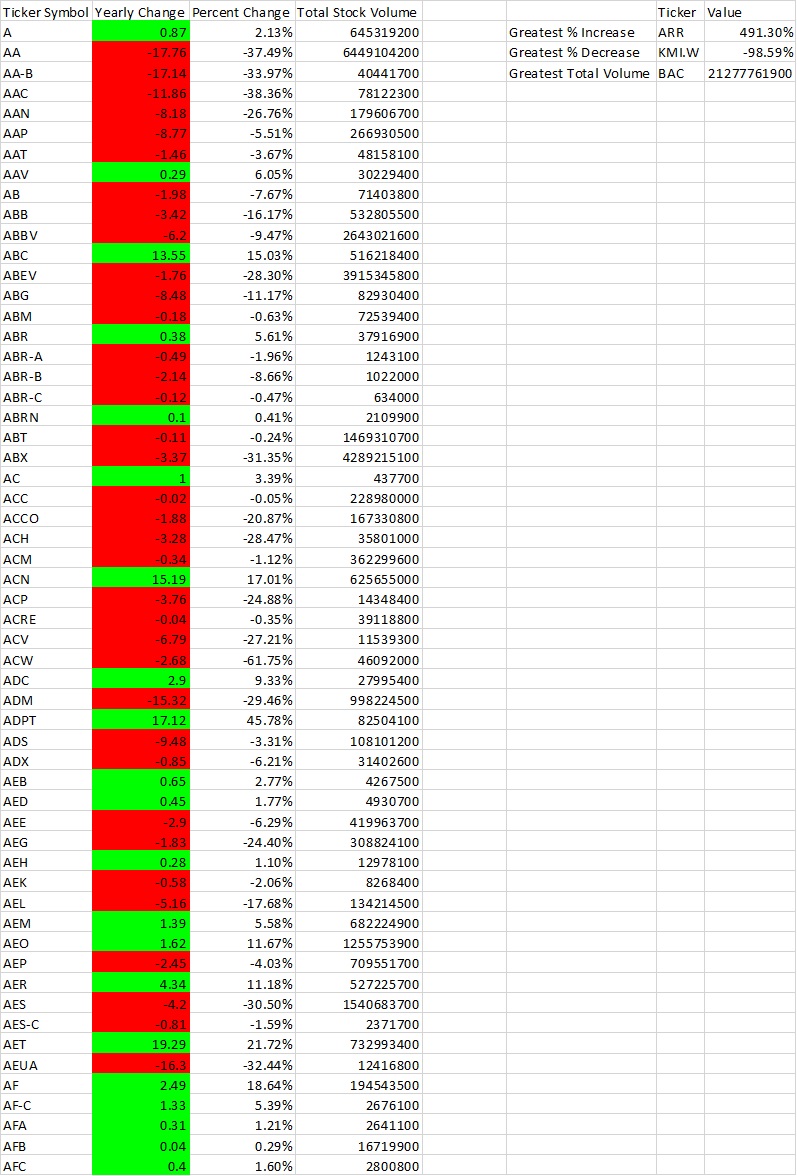 Ticker Symbol Yearly Change Percent Change Total Stock Volume Ticker Value
A 0.87 2.13% 645319200 Greatest % Increase ARR 491.30%
AA -17.76 -37.49% 6449104200 Greatest % Decrease KMI.W -98.59%
AA-B -17.14 -33.97% 40441700 Greatest Total Volume BAC 21277761900
AAC -11.86 -38.36% 78122300
AAN -8.18 -26.76% 179606700
AAP -8.77 -5.51% 266930500
AAT -1.46 -3.67% 48158100
AAV 0.29 6.05% 30229400
AB -1.98 -7.67% 71403800
ABB -3.42 -16.17% 532805500
ABBV -6.2 -9.47% 2643021600
ABC 13.55 15.03% 516218400
ABEV -1.76 -28.30% 3915345800
ABG -8.48 -11.17% 82930400
ABM -0.18 -0.63% 72539400
ABR 0.38 5.61% 37916900
ABR-A -0.49 -1.96% 1243100
ABR-B -2.14 -8.66% 1022000
ABR-C -0.12 -0.47% 634000
ABRN 0.1 0.41% 2109900
ABT -0.11 -0.24% 1469310700
ABX -3.37 -31.35% 4289215100
AC 1 3.39% 437700
ACC -0.02 -0.05% 228980000
ACCO -1.88 -20.87% 167330800
ACH -3.28 -28.47% 35801000
ACM -0.34 -1.12% 362299600
ACN 15.19 17.01% 625655000
ACP -3.76 -24.88% 14348400
ACRE -0.04 -0.35% 39118800
ACV -6.79 -27.21% 11539300
ACW -2.68 -61.75% 46092000
ADC 2.9 9.33% 27995400
ADM -15.32 -29.46% 998224500
ADPT 17.12 45.78% 82504100
ADS -9.48 -3.31% 108101200
ADX -0.85 -6.21% 31402600
AEB 0.65 2.77% 4267500
AED 0.45 1.77% 4930700
AEE -2.9 -6.29% 419963700
AEG -1.83 -24.40% 308824100
AEH 0.28 1.10% 12978100
AEK -0.58 -2.06% 8268400
AEL -5.16 -17.68% 134214500
AEM 1.39 5.58% 682224900
AEO 1.62 11.67% 1255753900
AEP -2.45 -4.03% 709551700
AER 4.34 11.18% 527225700
AES -4.2 -30.50% 1540683700
AES-C -0.81 -1.59% 2371700
AET 19.29 21.72% 732993400
AEUA -16.3 -32.44% 12416800
AF 2.49 18.64% 194543500
AF-C 1.33 5.39% 2676100
AFA 0.31 1.21% 2641100
AFB 0.04 0.29% 16719900
AFC 0.4 1.60% 2800800